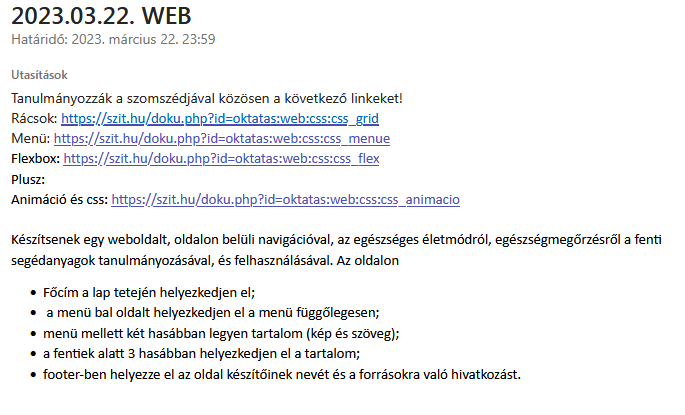 2023.03.22. WEB
Határidő: 2023. március 22. 23:59
Utasítások
Tanulmányozzák a szomszédjával közösen a következő linkeket!
Rácsok: https://szit.hu/doku.php?id=oktatas:web:css:css_grid
Menü: https://szit.hu/doku.php?id=oktatas:web:css:css_menue
Flexbox: https://szit.hu/doku.php?id=oktatas:web:css:css_flex
Plusz:
Animáció és css: https://szit.hu/doku.php?id=oktatas:web:css:css_animacio
Készítsenek egy weboldalt, oldalon belüli navigációval, az egészséges életmódról, egészségmegőrzésről a fenti
segédanyagok tanulmányozásával, és felhasználásával. Az oldalon
• Főcím a lap tetején helyezkedjen el;
• a menü bal oldalt helyezkedjen el a menü függőlegesen;
• menü mellett két hasábban legyen tartalom (kép és szöveg);
• a fentiek alatt 3 hasábban helyezkedjen el a tartalom;
• footer-ben helyezze el az oldal készítőinek nevét és a forrásokra való hivatkozást.